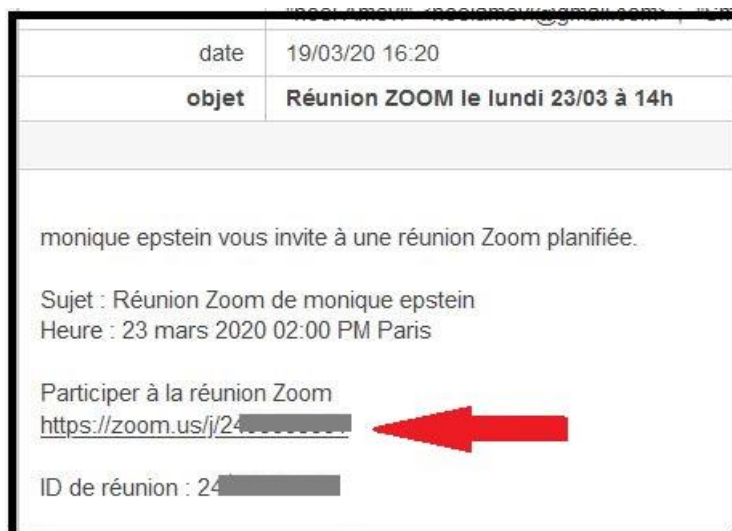 date 19/03/20 16:20
objet Réunion ZOOM le lundi 23/03 à 14h
monique epstein vous invite à une réunion Zoom planifiée.
Sujet : Réunion Zoom de monique epstein
Heure : 23 mars 2020 02:00 PM Paris
Participer à la réunion Zoom
https://zoom.us/j/24
ID de réunion : 24